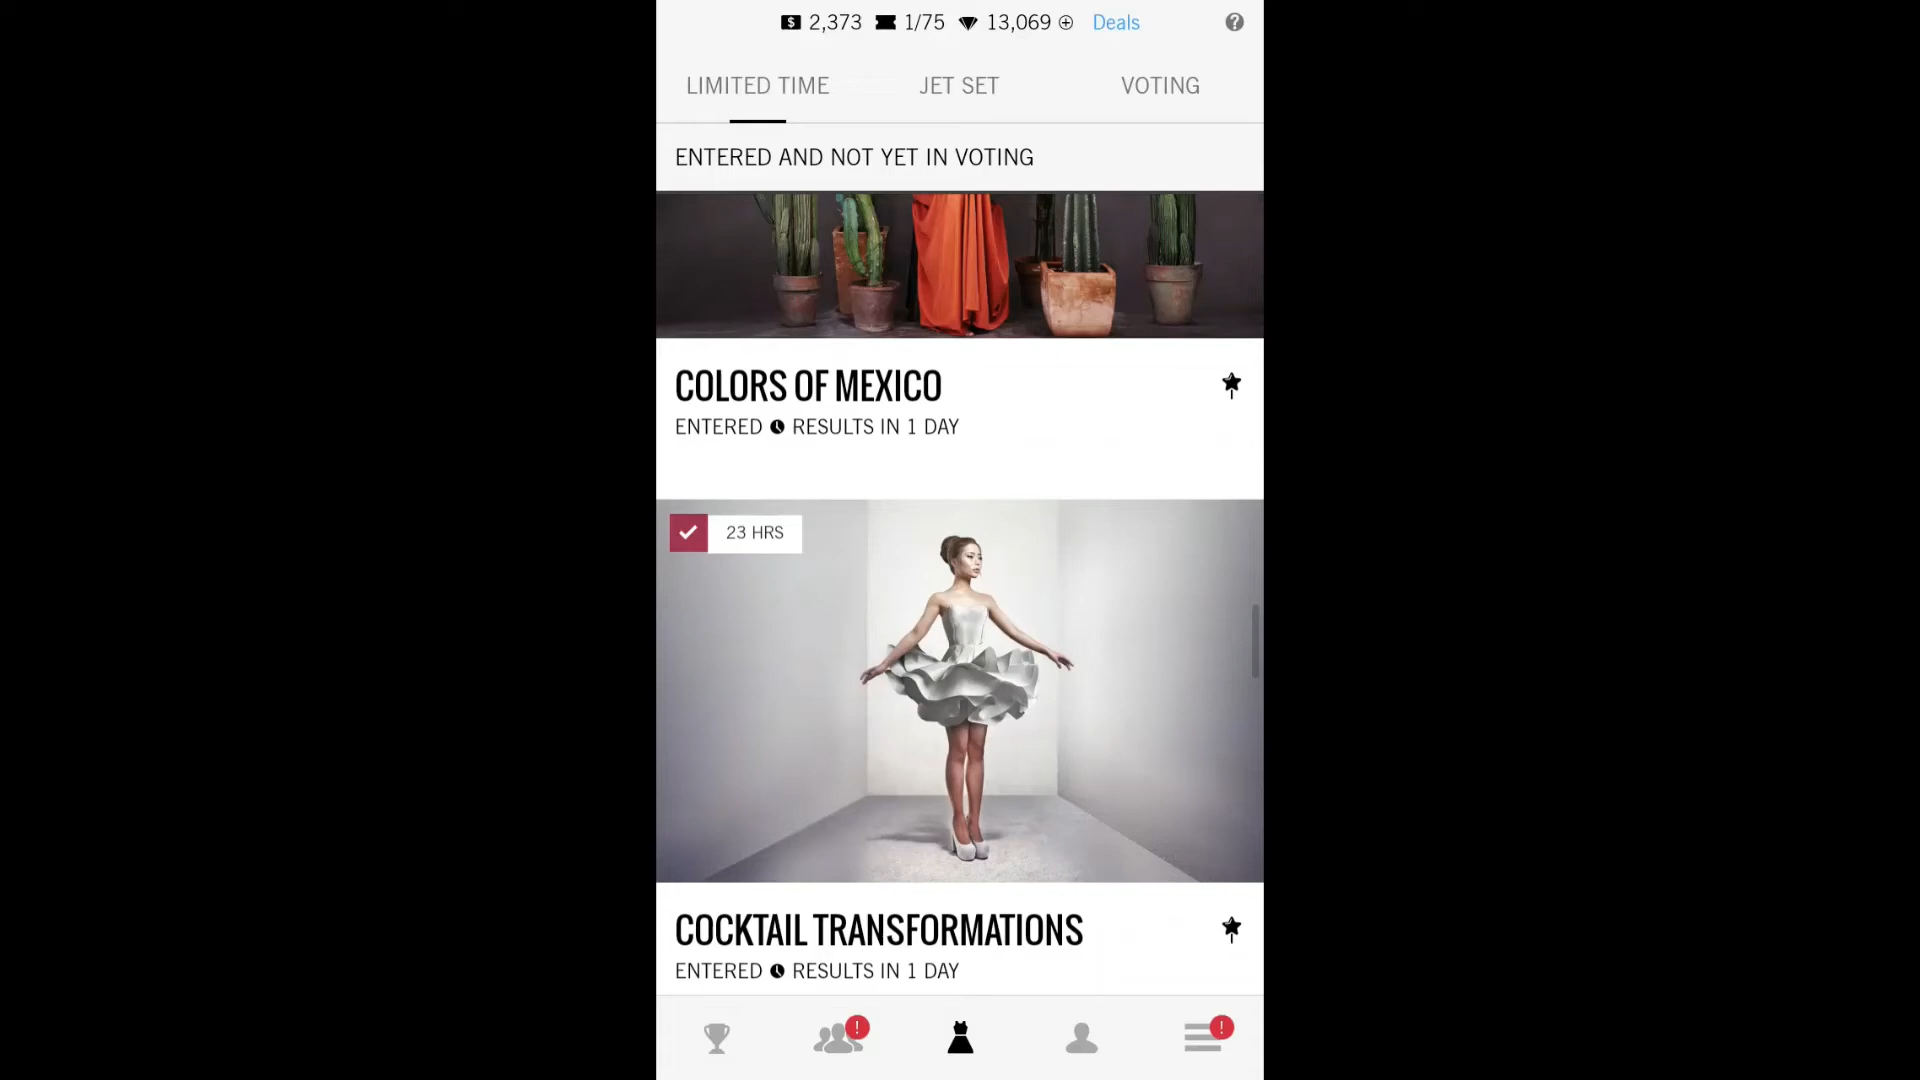 2,373 1/75 13,069 Deals ?
LIMITED TIME JET SET VOTING
ENTERED AND NOT YET IN VOTING
COLORS OF MEXICO
ENTERED RESULTS IN 1 DAY
23 HRS
COCKTAIL TRANSFORMATIONS
ENTERED RESULTS IN 1 DAY
! !